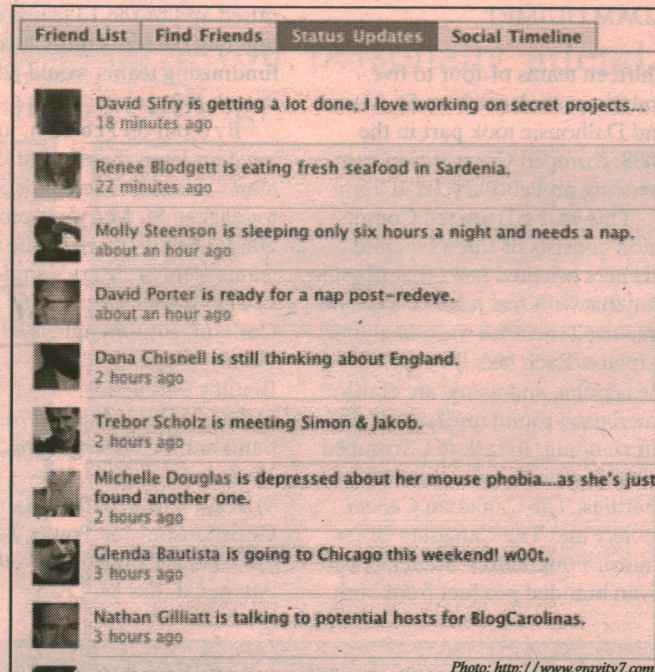 Friend List Find Friends Status Updates Social Timeline
David Sifry is getting a lot done, I love working on secret projects...
18 minutes ago
Renee Blodgett is eating fresh seafood in Sardenia.
22 minutes ago
Molly Steenson is sleeping only six hours a night and needs a nap.
about an hour ago
David Porter is ready for a nap post-redeye.
about an hour ago
Dana Chisnell is still thinking about England.
2 hours ago
Trebor Scholz is meeting Simon & Jakob.
2 hours ago
Michelle Douglas is depressed about her mouse phobia...as she's just
found another one.
2 hours ago
Glenda Bautista is going to Chicago this weekend! w00t.
3 hours ago
Nathan Gilliatt is talking to potential hosts for BlogCarolinas.
3 hours ago
Photo: http://www.gravity7.com